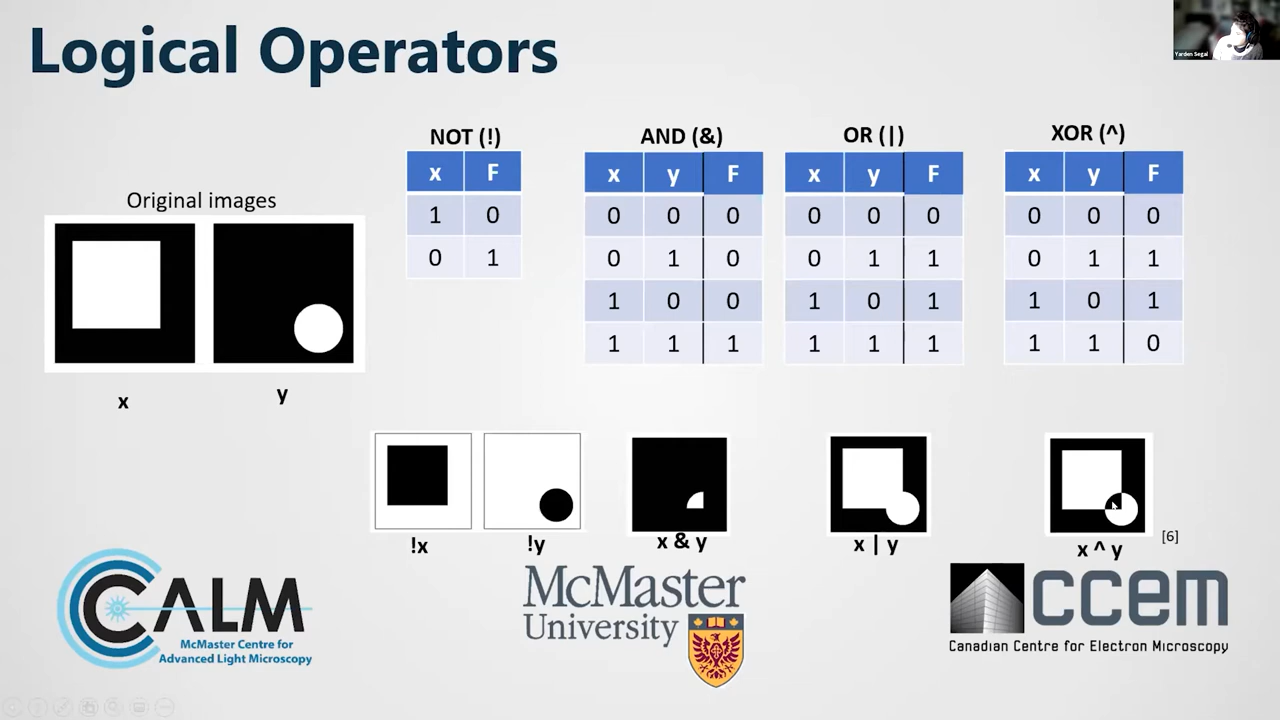 Logical Operators
Yarden Segal
Original images
x
y
NOT (!)
x F
1 0
0 1
AND (&)
x y F
0 0 0
0 1 0
1 0 0
1 1 1
OR (|)
x y F
0 0 0
0 1 1
1 0 1
1 1 1
XOR (^)
x y F
0 0 0
0 1 1
1 0 1
1 1 0
!x
!y
x & y
x | y
x ^ y
[6]
CALM
McMaster Centre for
Advanced Light Microscopy
McMaster
University
ccem
Canadian Centre for Electron Microscopy